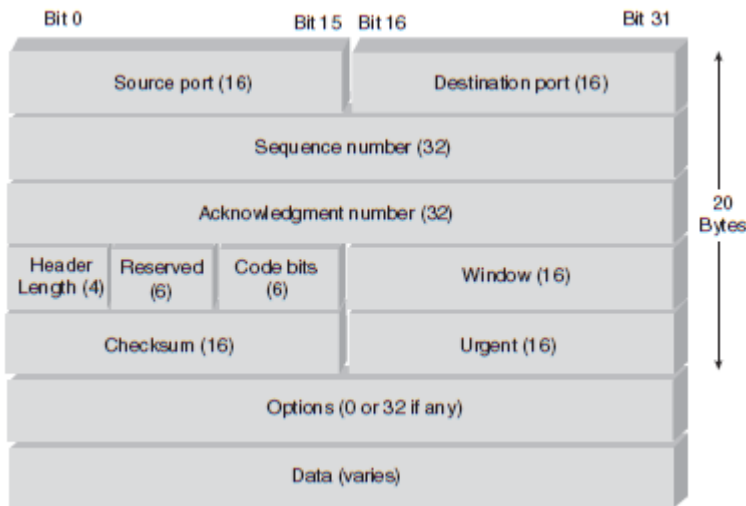 Bit 0 Bit 15 Bit 16 Bit 31
Source port (16) Destination port (16)
Sequence number (32)
Acknowledgment number (32)
20
Bytes
Header
Length (4)
Reserved
(6)
Code bits
(6)
Window (16)
Checksum (16) Urgent (16)
Options (0 or 32 if any)
Data (varies)